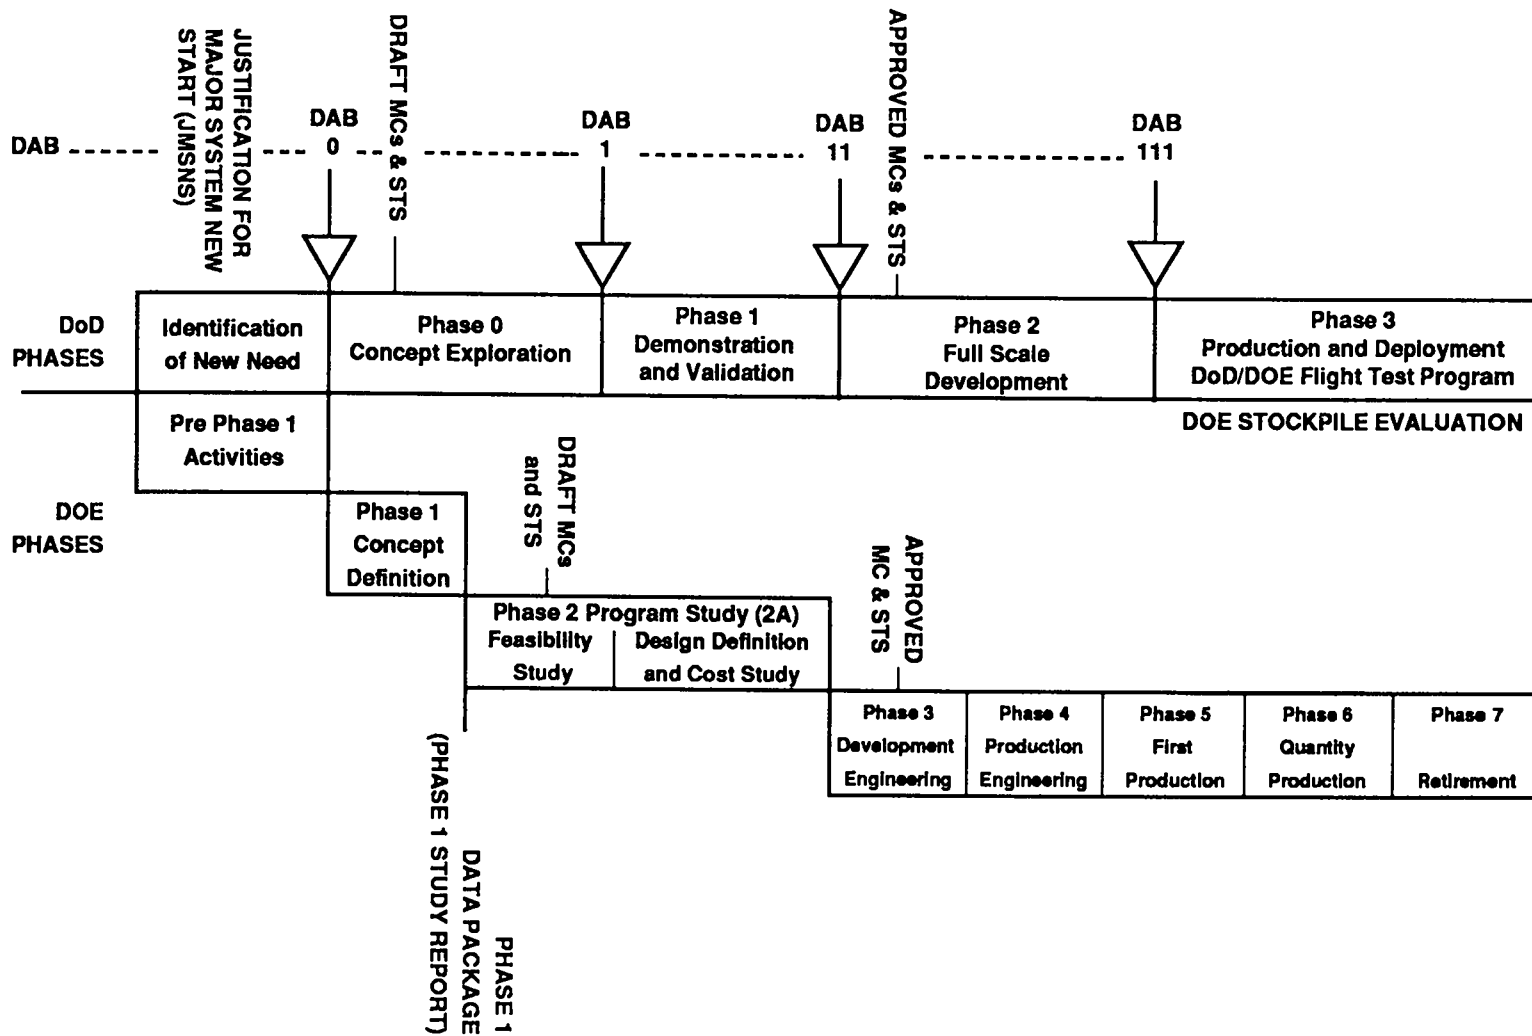 JUSTIFICATION FOR
MAJOR SYSTEM NEW
START (JMSNS)
DRAFT MCs & STS
APPROVED MCs & STS
DAB
DAB
0
DAB
1
DAB
11
DAB
111
DoD
PHASES
Identification
of New Need
Phase 0
Concept Exploration
Phase 1
Demonstration
and Validation
Phase 2
Full Scale
Development
Phase 3
Production and Deployment
DoD/DOE Flight Test Program
DOE STOCKPILE EVALUATION
Pre Phase 1
Activities
DOE
PHASES
Phase 1
Concept
Definition
DRAFT MCs
and STS
Phase 2 Program Study (2A)
Feasibility
Study
Design Definition
and Cost Study
APPROVED
MC & STS
Phase 3
Development
Engineering
Phase 4
Production
Engineering
Phase 5
First
Production
Phase 6
Quantity
Production
Phase 7
Retirement
PHASE 1
DATA PACKAGE
(PHASE 1 STUDY REPORT)